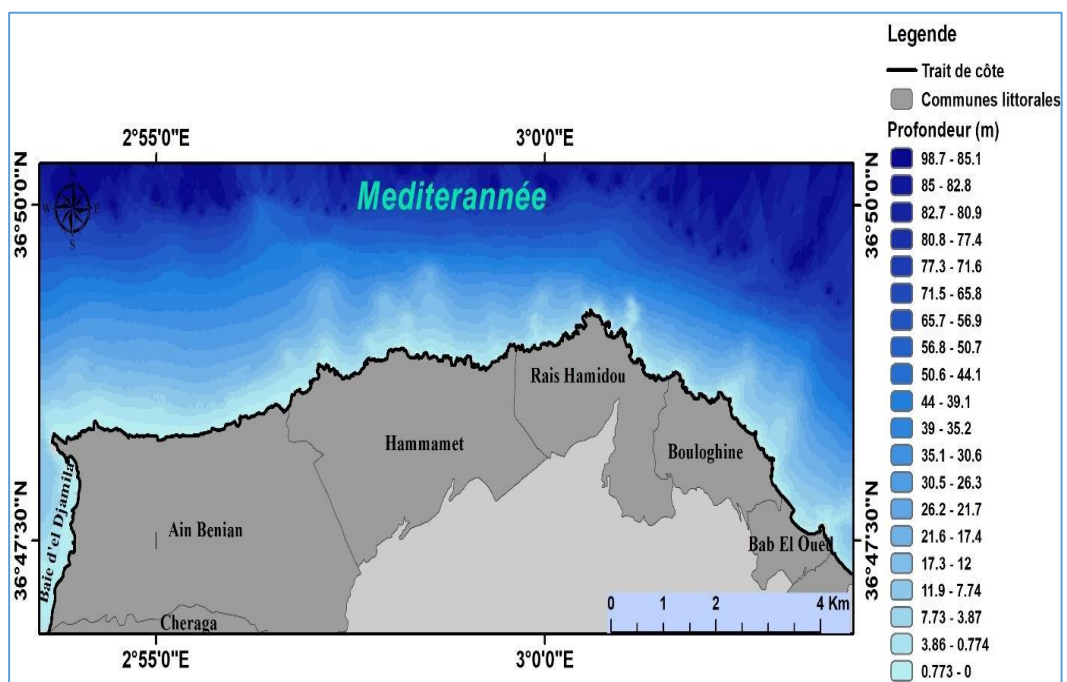 Legende
Trait de côte
Communes littorales
Profondeur (m)
98.7 - 85.1
85 - 82.8
82.7 - 80.9
80.8 - 77.4
77.3 - 71.6
71.5 - 65.8
65.7 - 56.9
56.8 - 50.7
50.6 - 44.1
44 - 39.1
39 - 35.2
35.1 - 30.6
30.5 - 26.3
26.2 - 21.7
21.6 - 17.4
17.3 - 12
11.9 - 7.74
7.73 - 3.87
3.86 - 0.774
0.773 - 0
2°55'0"E
3°0'0"E
36°50'0''N
36°50'0''N
N
W
E
S
Mediterannée
Rais Hamidou
Hammamet
Bouloghine
Ain Benian
Bab El Oued
Baie d'el Djamila
Cheraga
36°47'30''N
36°47'30''N
0 1 2 4 Km
2°55'0"E
3°0'0"E